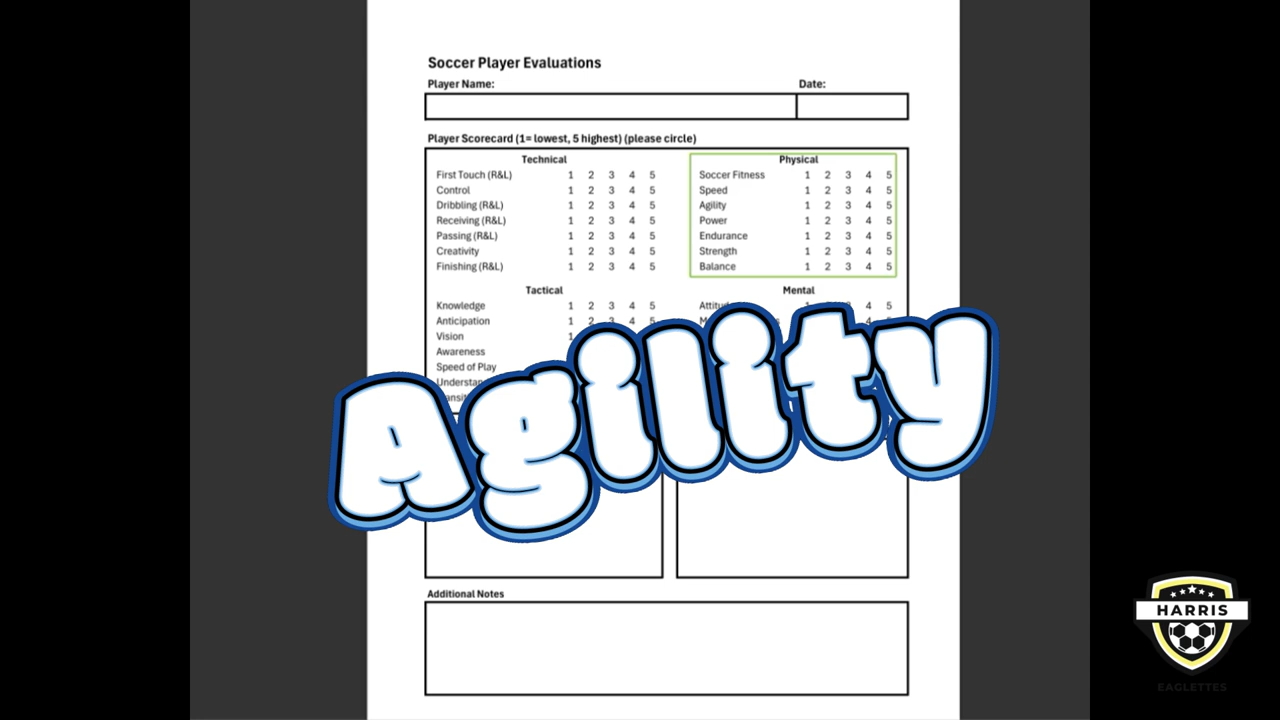 Soccer Player Evaluations
Player Name: Date:
Player Scorecard (1= lowest, 5 highest) (please circle)
Technical
First Touch (R&L) 1 2 3 4 5
Control 1 2 3 4 5
Dribbling (R&L) 1 2 3 4 5
Receiving (R&L) 1 2 3 4 5
Passing (R&L) 1 2 3 4 5
Creativity 1 2 3 4 5
Finishing (R&L) 1 2 3 4 5
Physical
Soccer Fitness 1 2 3 4 5
Speed 1 2 3 4 5
Agility 1 2 3 4 5
Power 1 2 3 4 5
Endurance 1 2 3 4 5
Strength 1 2 3 4 5
Balance 1 2 3 4 5
Tactical
Knowledge 1 2 3 4 5
Anticipation 1 2 3 4 5
Vision 1
Awareness
Speed of Play
Mental
4 5
Agility
Additional Notes
HARRIS
EAGLETTES